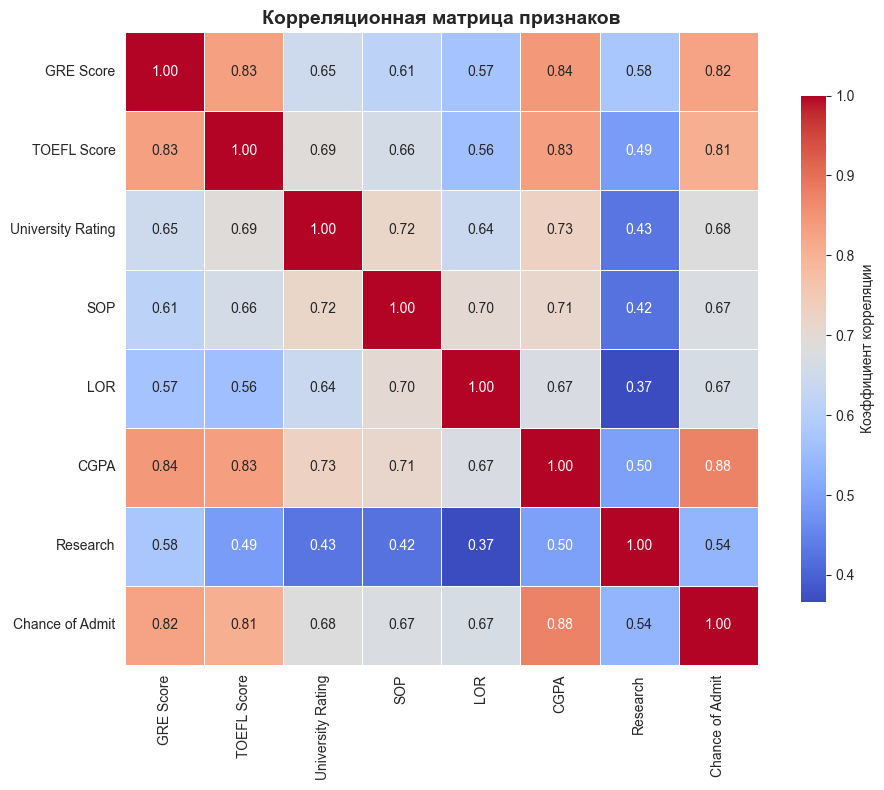 Корреляционная матрица признаков
GRE Score 1.00 0.83 0.65 0.61 0.57 0.84 0.58 0.82
TOEFL Score 0.83 1.00 0.69 0.66 0.56 0.83 0.49 0.81
University Rating 0.65 0.69 1.00 0.72 0.64 0.73 0.43 0.68
SOP 0.61 0.66 0.72 1.00 0.70 0.71 0.42 0.67
LOR 0.57 0.56 0.64 0.70 1.00 0.67 0.37 0.67
CGPA 0.84 0.83 0.73 0.71 0.67 1.00 0.50 0.88
Research 0.58 0.49 0.43 0.42 0.37 0.50 1.00 0.54
Chance of Admit 0.82 0.81 0.68 0.67 0.67 0.88 0.54 1.00
GRE Score
TOEFL Score
University Rating
SOP
LOR
CGPA
Research
Chance of Admit
1.0
0.9
0.8
0.7
0.6
0.5
0.4
Коэффициент корреляции